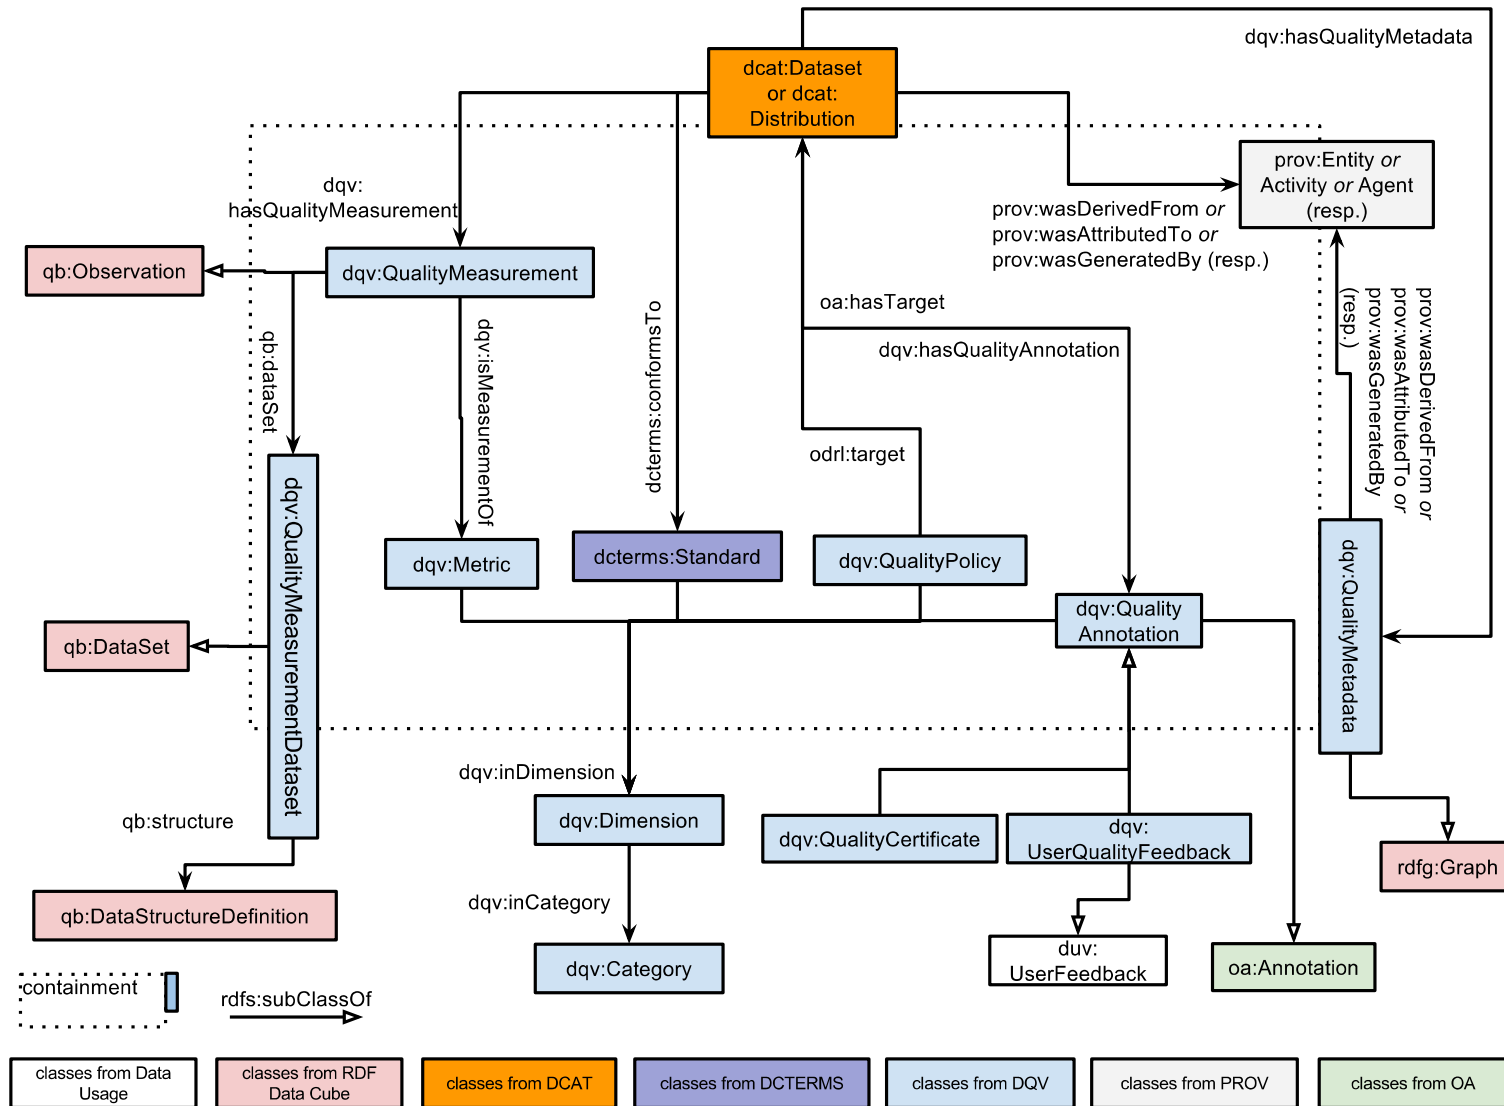 dqv:hasQualityMetadata
dcat:Dataset
or dcat:
Distribution
prov:Entity or
Activity or Agent
(resp.)
dqv:
hasQualityMeasurement
prov:wasDerivedFrom or
prov:wasAttributedTo or
prov:wasGeneratedBy (resp.)
qb:Observation
dqv:QualityMeasurement
oa:hasTarget
dqv:hasQualityAnnotation
qb:dataSet
dqv:isMeasurementOf
dcterms:conformsTo
prov:wasDerivedFrom or
prov:wasAttributedTo or
prov:wasGeneratedBy
(resp.)
odrl:target
dqv:QualityMeasurementDataset
dqv:Metric
dcterms:Standard
dqv:QualityPolicy
dqv:Quality
Annotation
dqv:QualityMetadata
qb:DataSet
dqv:inDimension
qb:structure
dqv:Dimension
dqv:QualityCertificate
dqv:
UserQualityFeedback
rdfg:Graph
qb:DataStructureDefinition
dqv:inCategory
dqv:Category
duv:
UserFeedback
oa:Annotation
containment
rdfs:subClassOf
classes from Data
Usage
classes from RDF
Data Cube
classes from DCAT
classes from DCTERMS
classes from DQV
classes from PROV
classes from OA